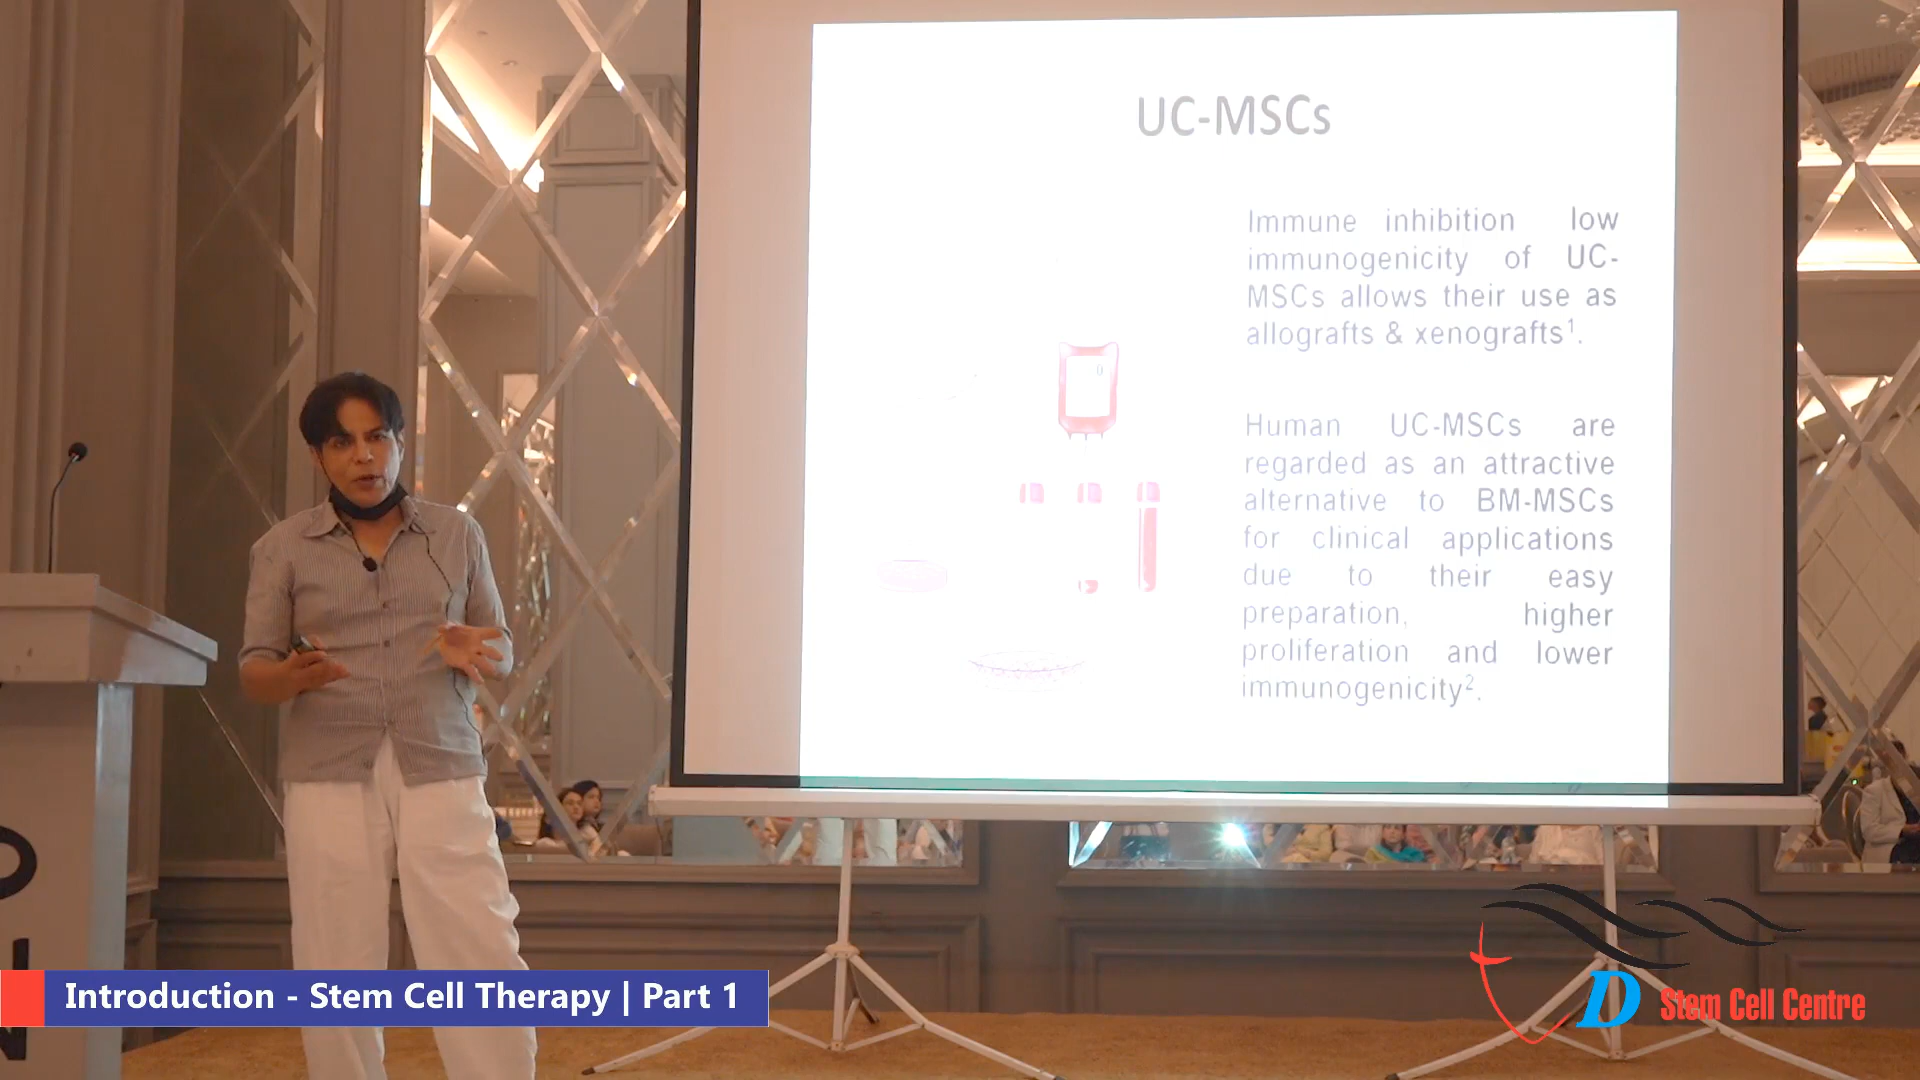 UC-MSCs
Immune inhibition low
immunogenicity of UC-
MSCs allows their use as
allografts & xenografts¹.
Human UC-MSCs are
regarded as an attractive
alternative to BM-MSCs
for clinical applications
due to their easy
preparation, higher
proliferation and lower
immunogenicity².
Introduction - Stem Cell Therapy | Part 1
D Stem Cell Centre